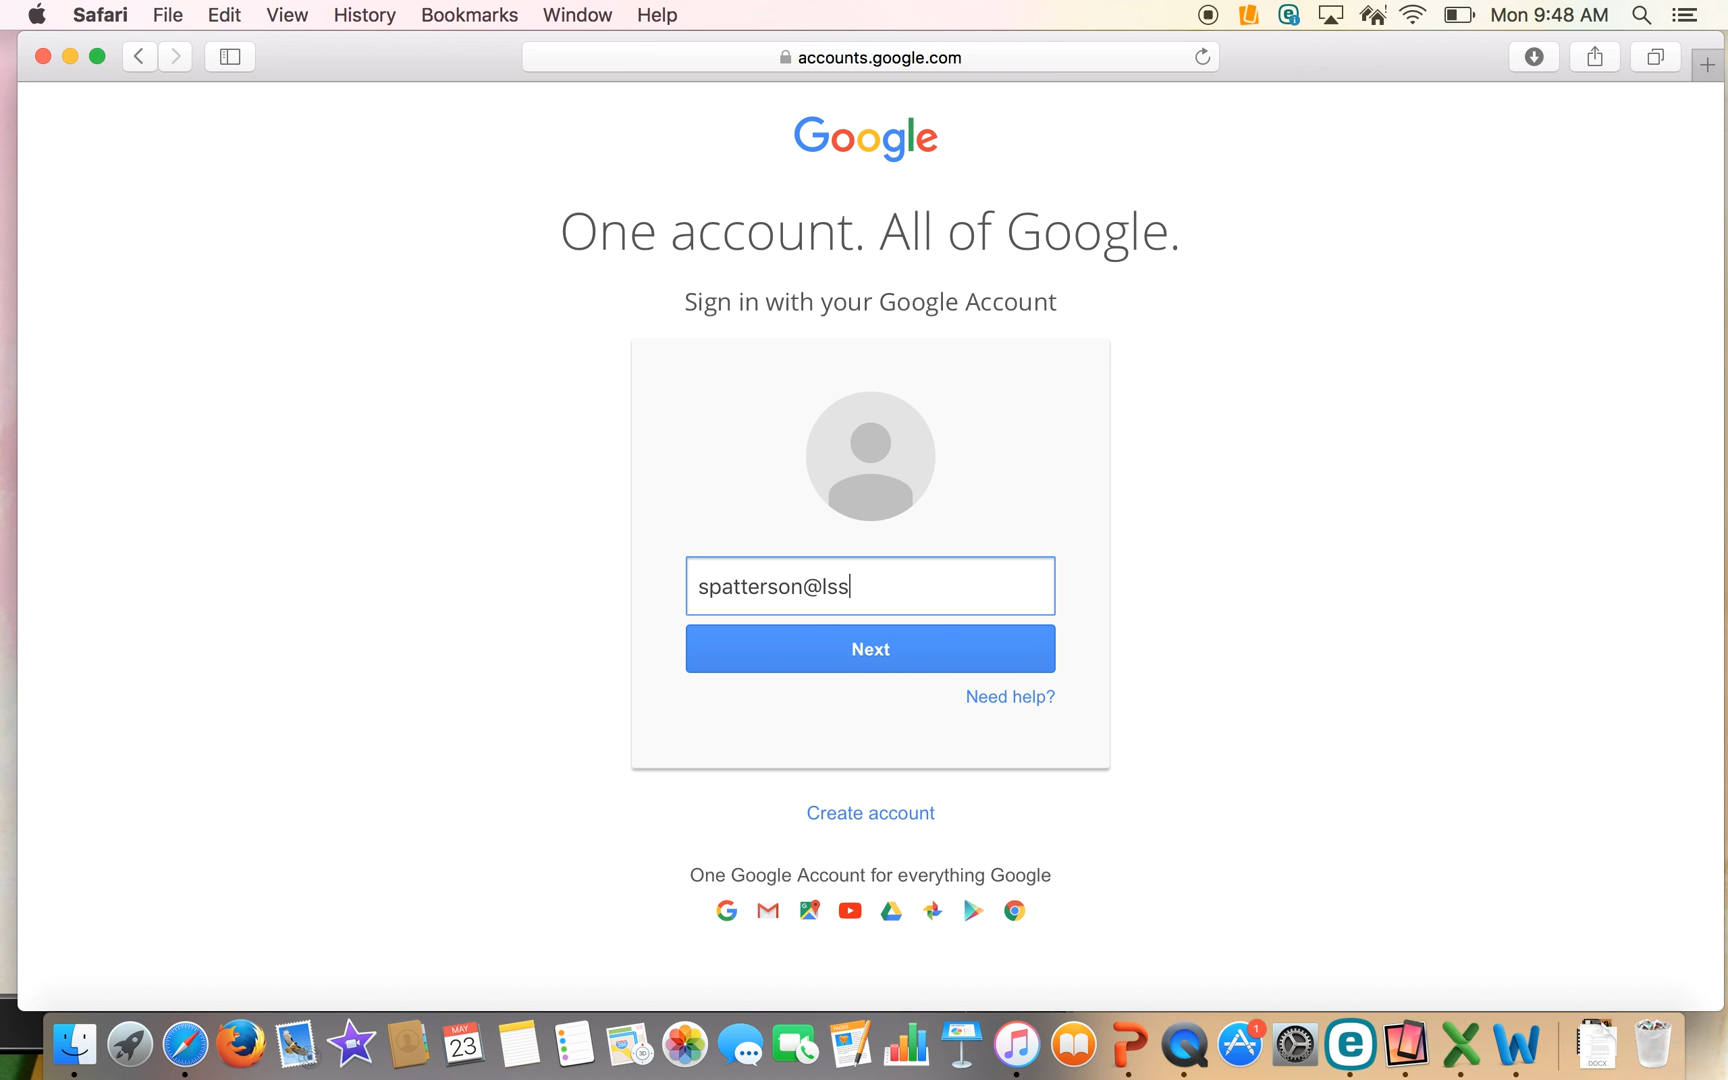 Safari File Edit View History Bookmarks Window Help Mon 9:48 AM
accounts.google.com
Google
One account. All of Google.
Sign in with your Google Account
spatterson@lss
Next
Need help?
Create account
One Google Account for everything Google
MAY
23
1
DOCX